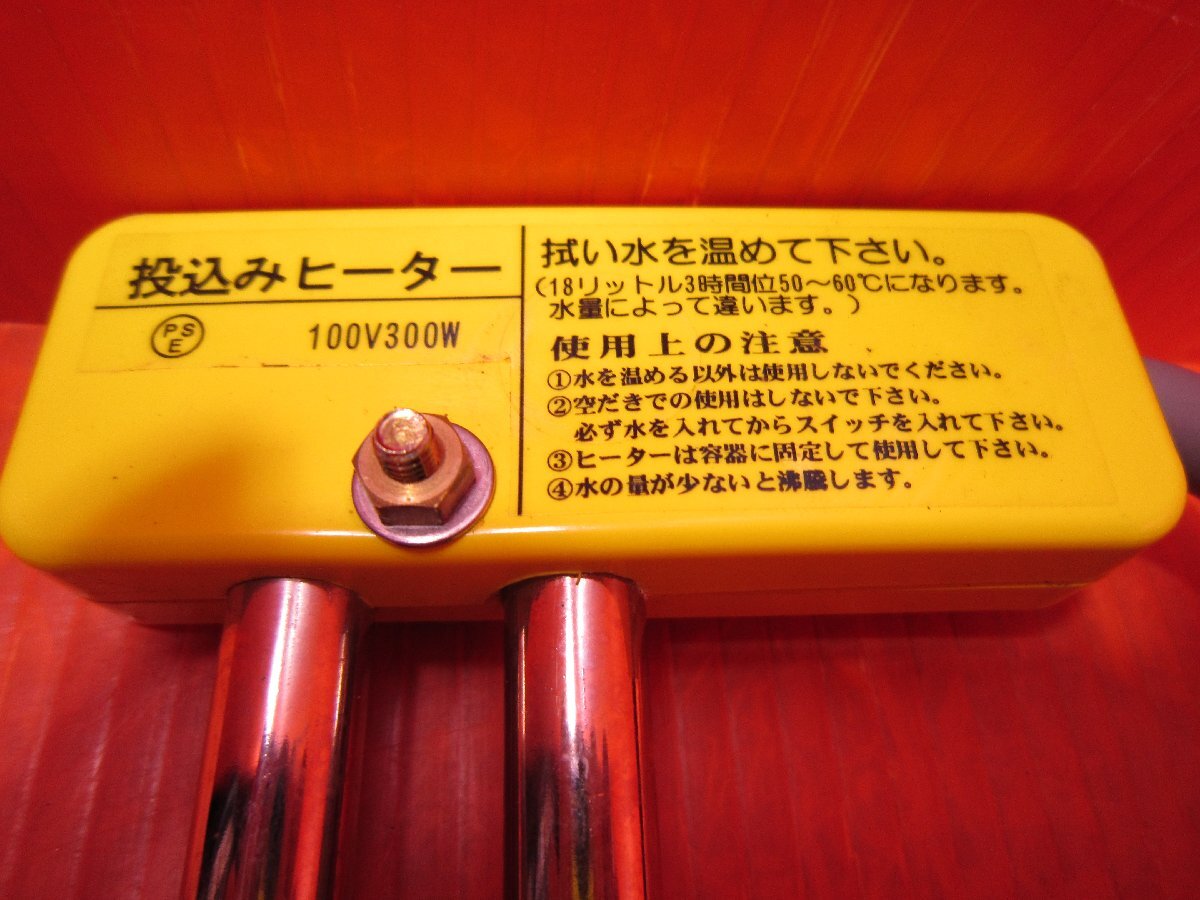 投込みヒーター
PSE
100V300W
拭い水を温めて下さい。
(18リットル3時間位50～60℃になります。
水量によって違います。)
使用上の注意
①水を温める以外は使用しないでください。
②空だきでの使用はしないで下さい。
必ず水を入れてからスイッチを入れて下さい。
③ヒーターは容器に固定して使用して下さい。
④水の量が少ないと沸騰します。